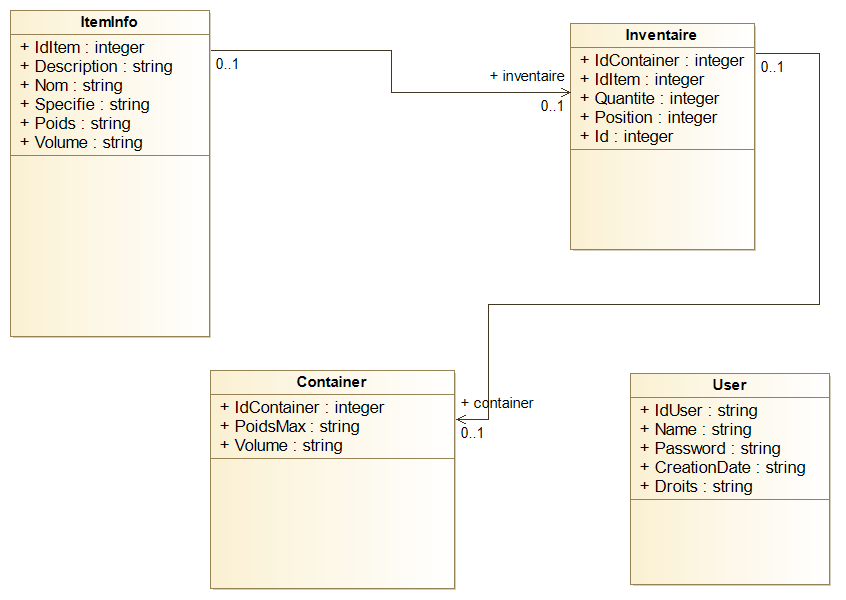 ItemInfo
+ IdItem : integer
+ Description : string
+ Nom : string
+ Specifie : string
+ Poids : string
+ Volume : string
0..1
+ inventaire
0..1
Inventaire
+ IdContainer : integer
+ IdItem : integer
+ Quantite : integer
+ Position : integer
+ Id : integer
0..1
Container
+ IdContainer : integer
+ PoidsMax : string
+ Volume : string
+ container
0..1
User
+ IdUser : string
+ Name : string
+ Password : string
+ CreationDate : string
+ Droits : string